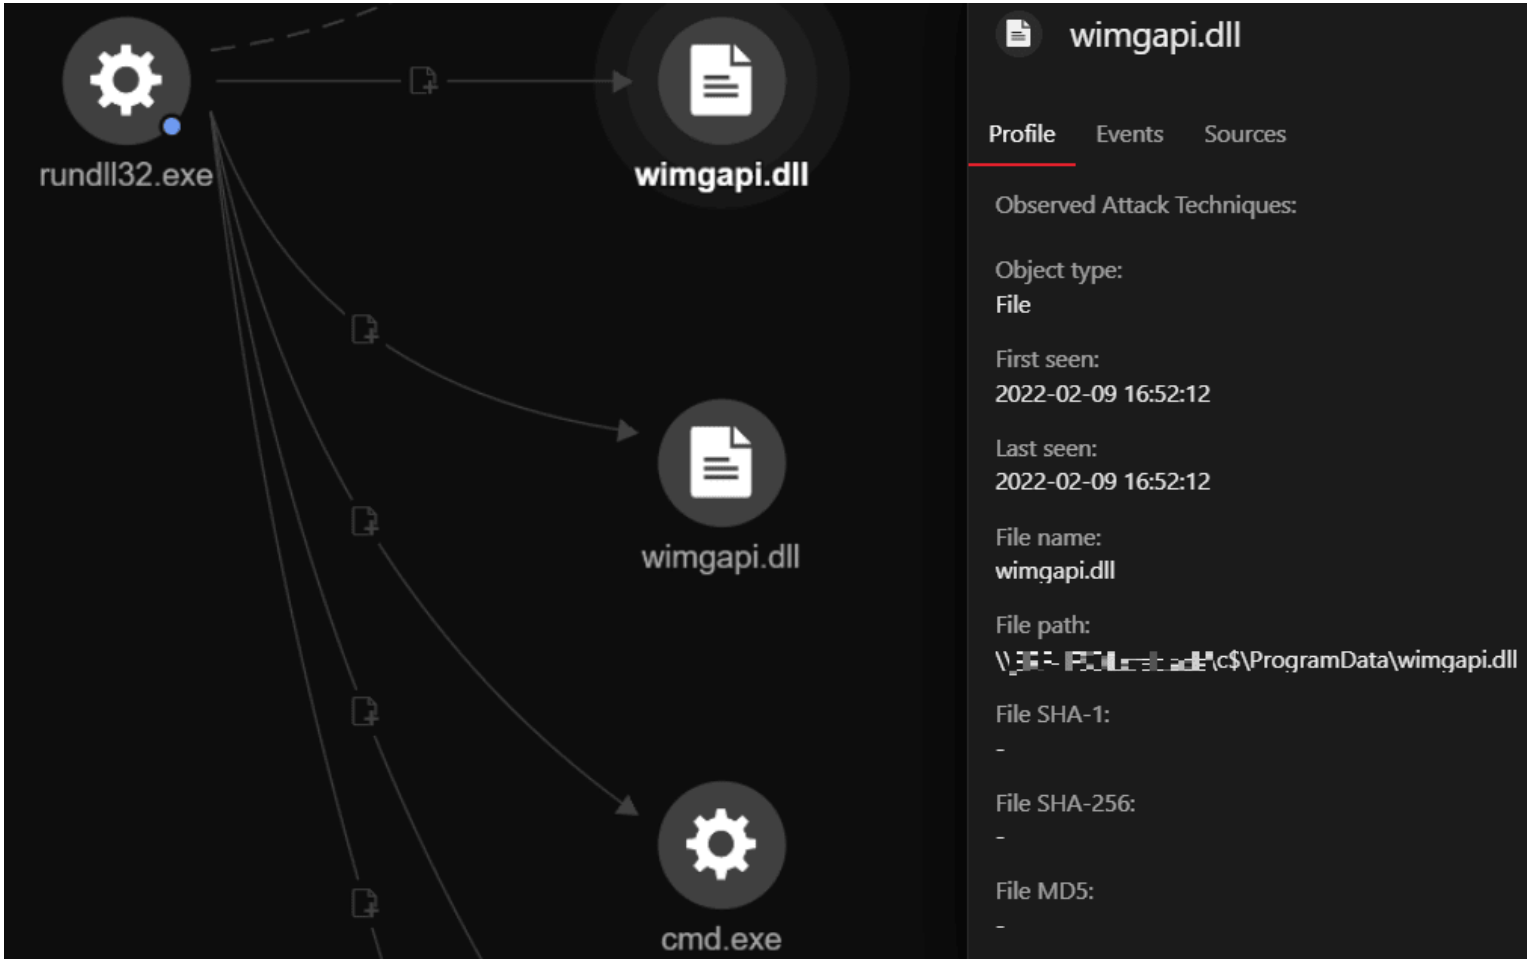 rundll32.exe
wimgapi.dll
wimgapi.dll
cmd.exe
wimgapi.dll
Profile Events Sources
Observed Attack Techniques:
Object type:
File
First seen:
2022-02-09 16:52:12
Last seen:
2022-02-09 16:52:12
File name:
wimgapi.dll
File path:
\\ \c$\ProgramData\wimgapi.dll
File SHA-1:
-
File SHA-256:
-
File MD5:
-